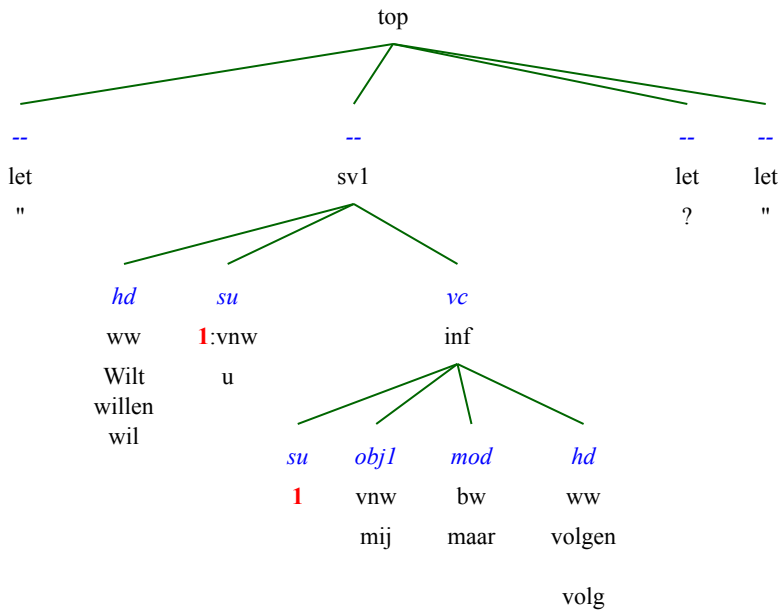 top
-- -- -- --
let sv1 let let
" ? "
hd su vc
ww 1:vnw inf
Wilt u
willen
wil
su obj1 mod hd
1 vnw bw ww
mij maar volgen
volg